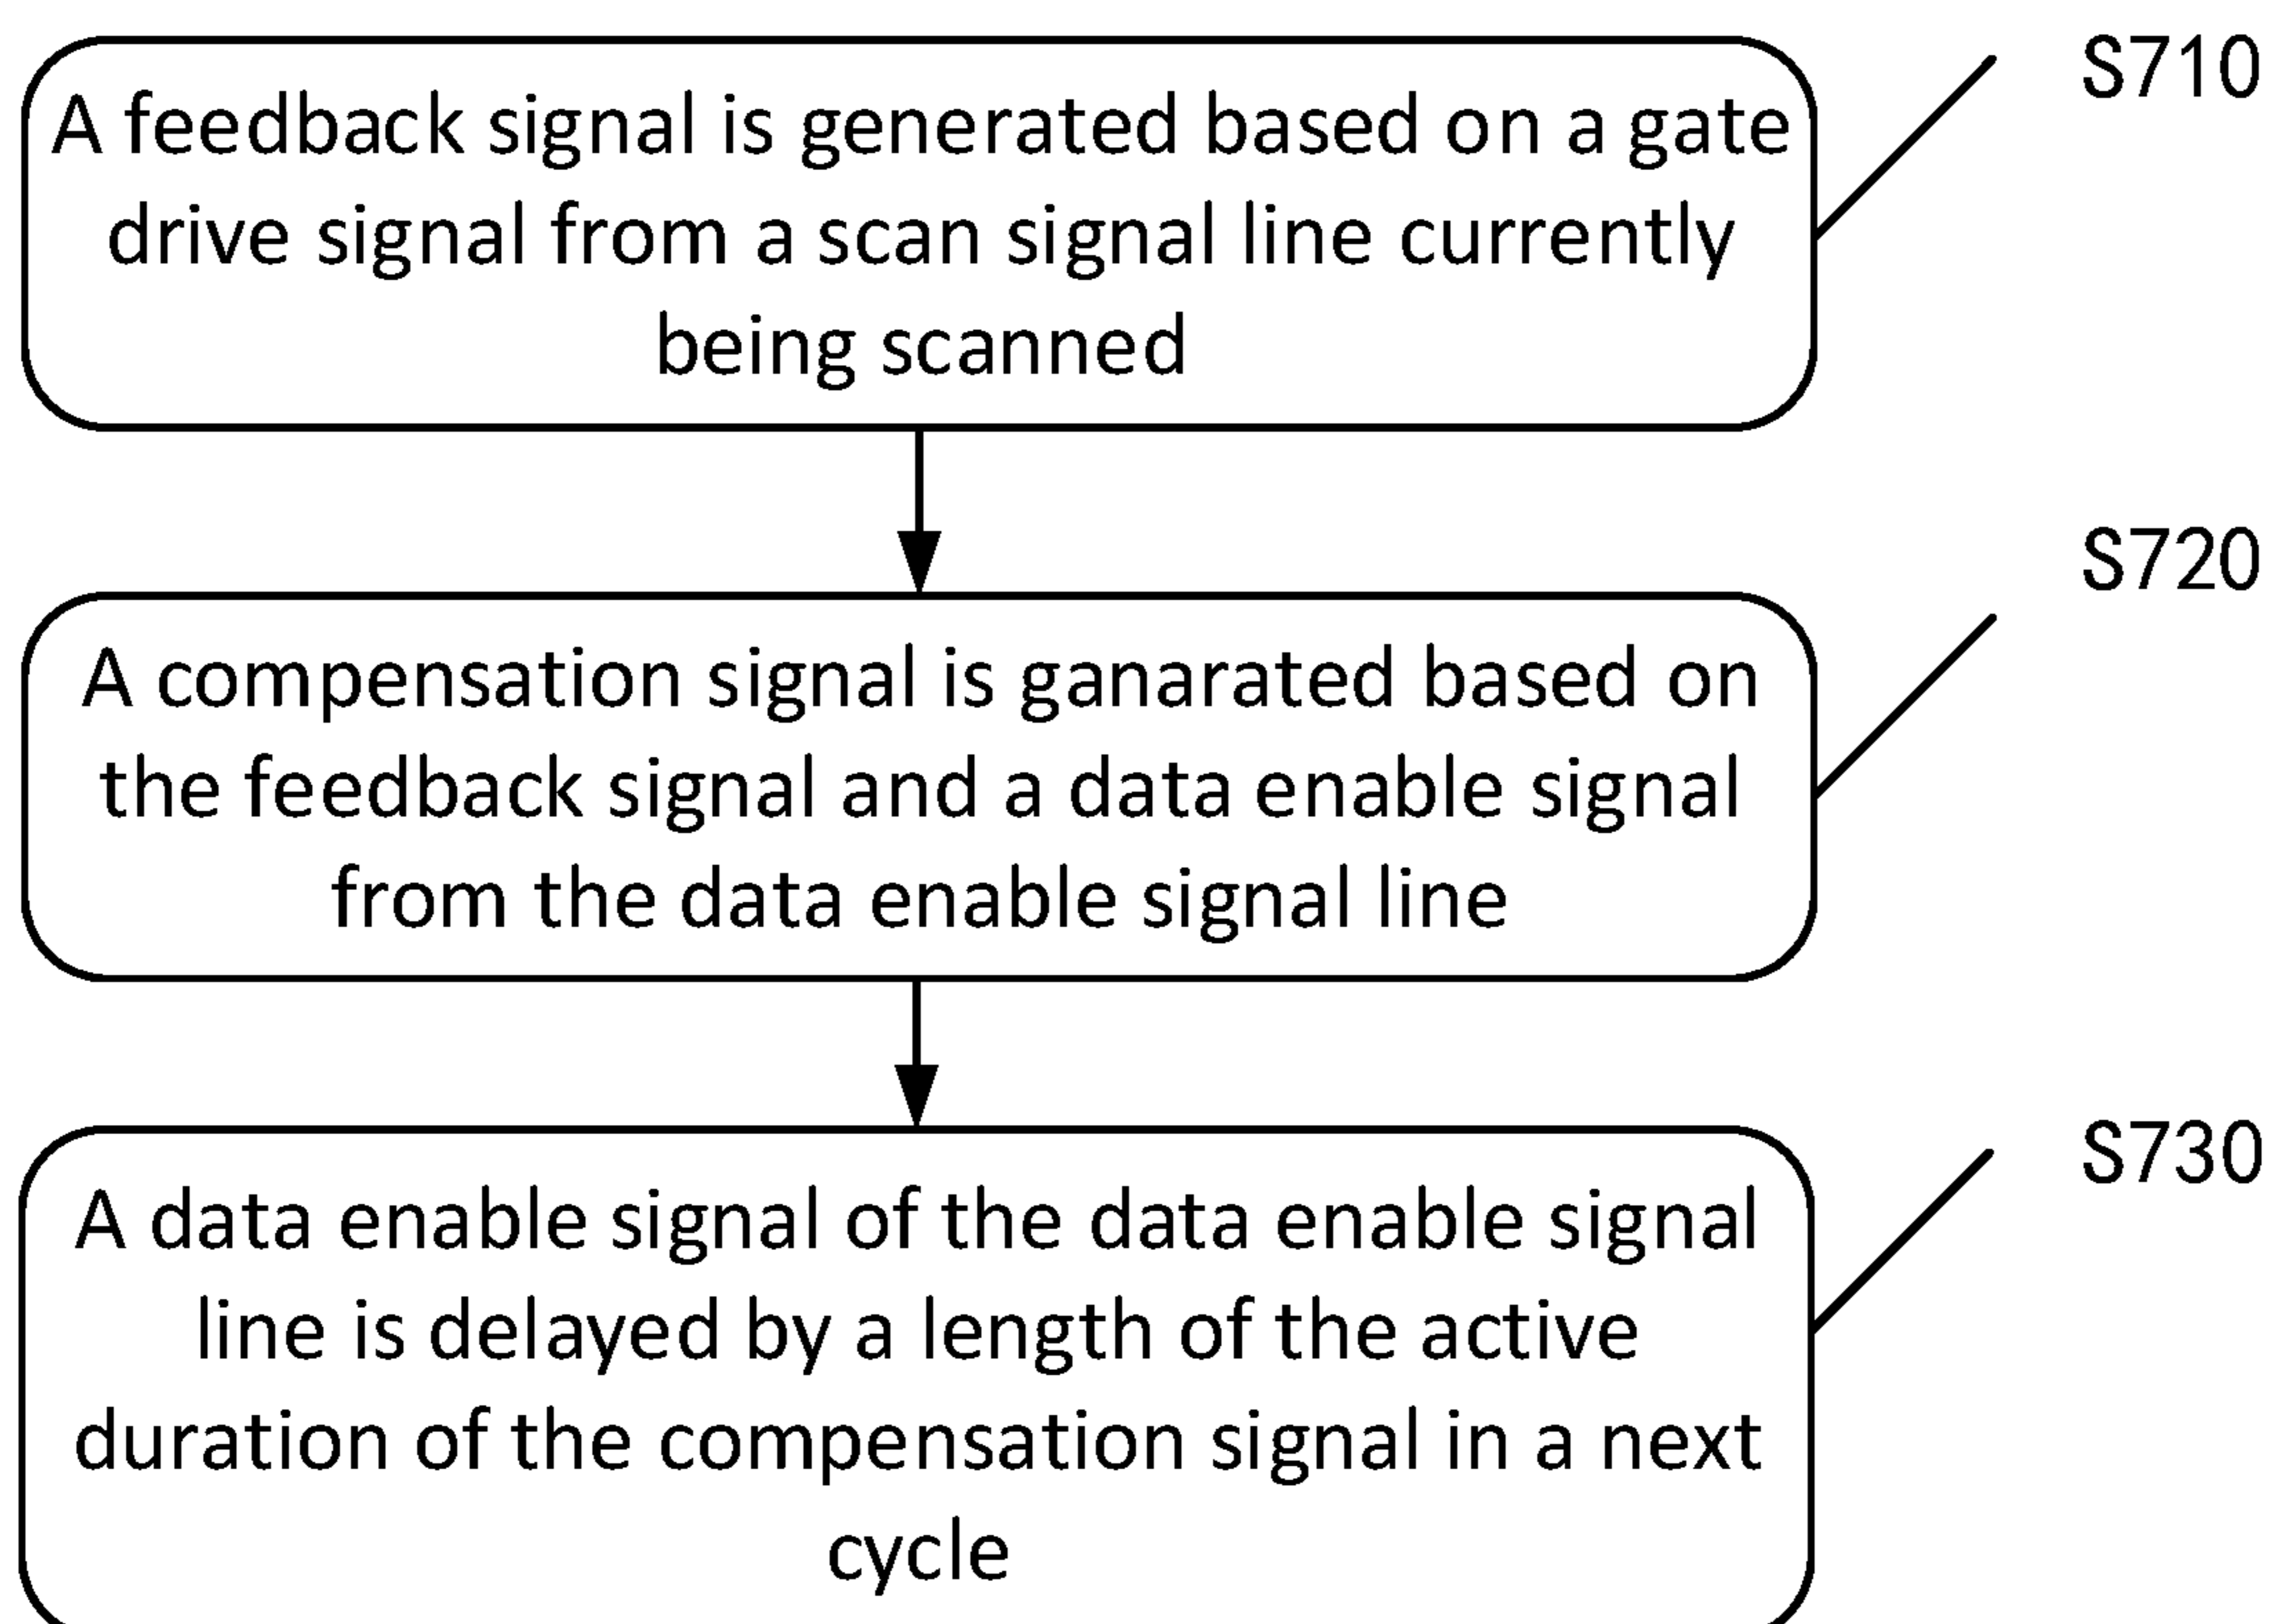 A feedback signal is generated based on a gate
drive signal from a scan signal line currently
being scanned
S710
A compensation signal is ganarated based on
the feedback signal and a data enable signal
from the data enable signal line
S720
A data enable signal of the data enable signal
line is delayed by a length of the active
duration of the compensation signal in a next
cycle
S730